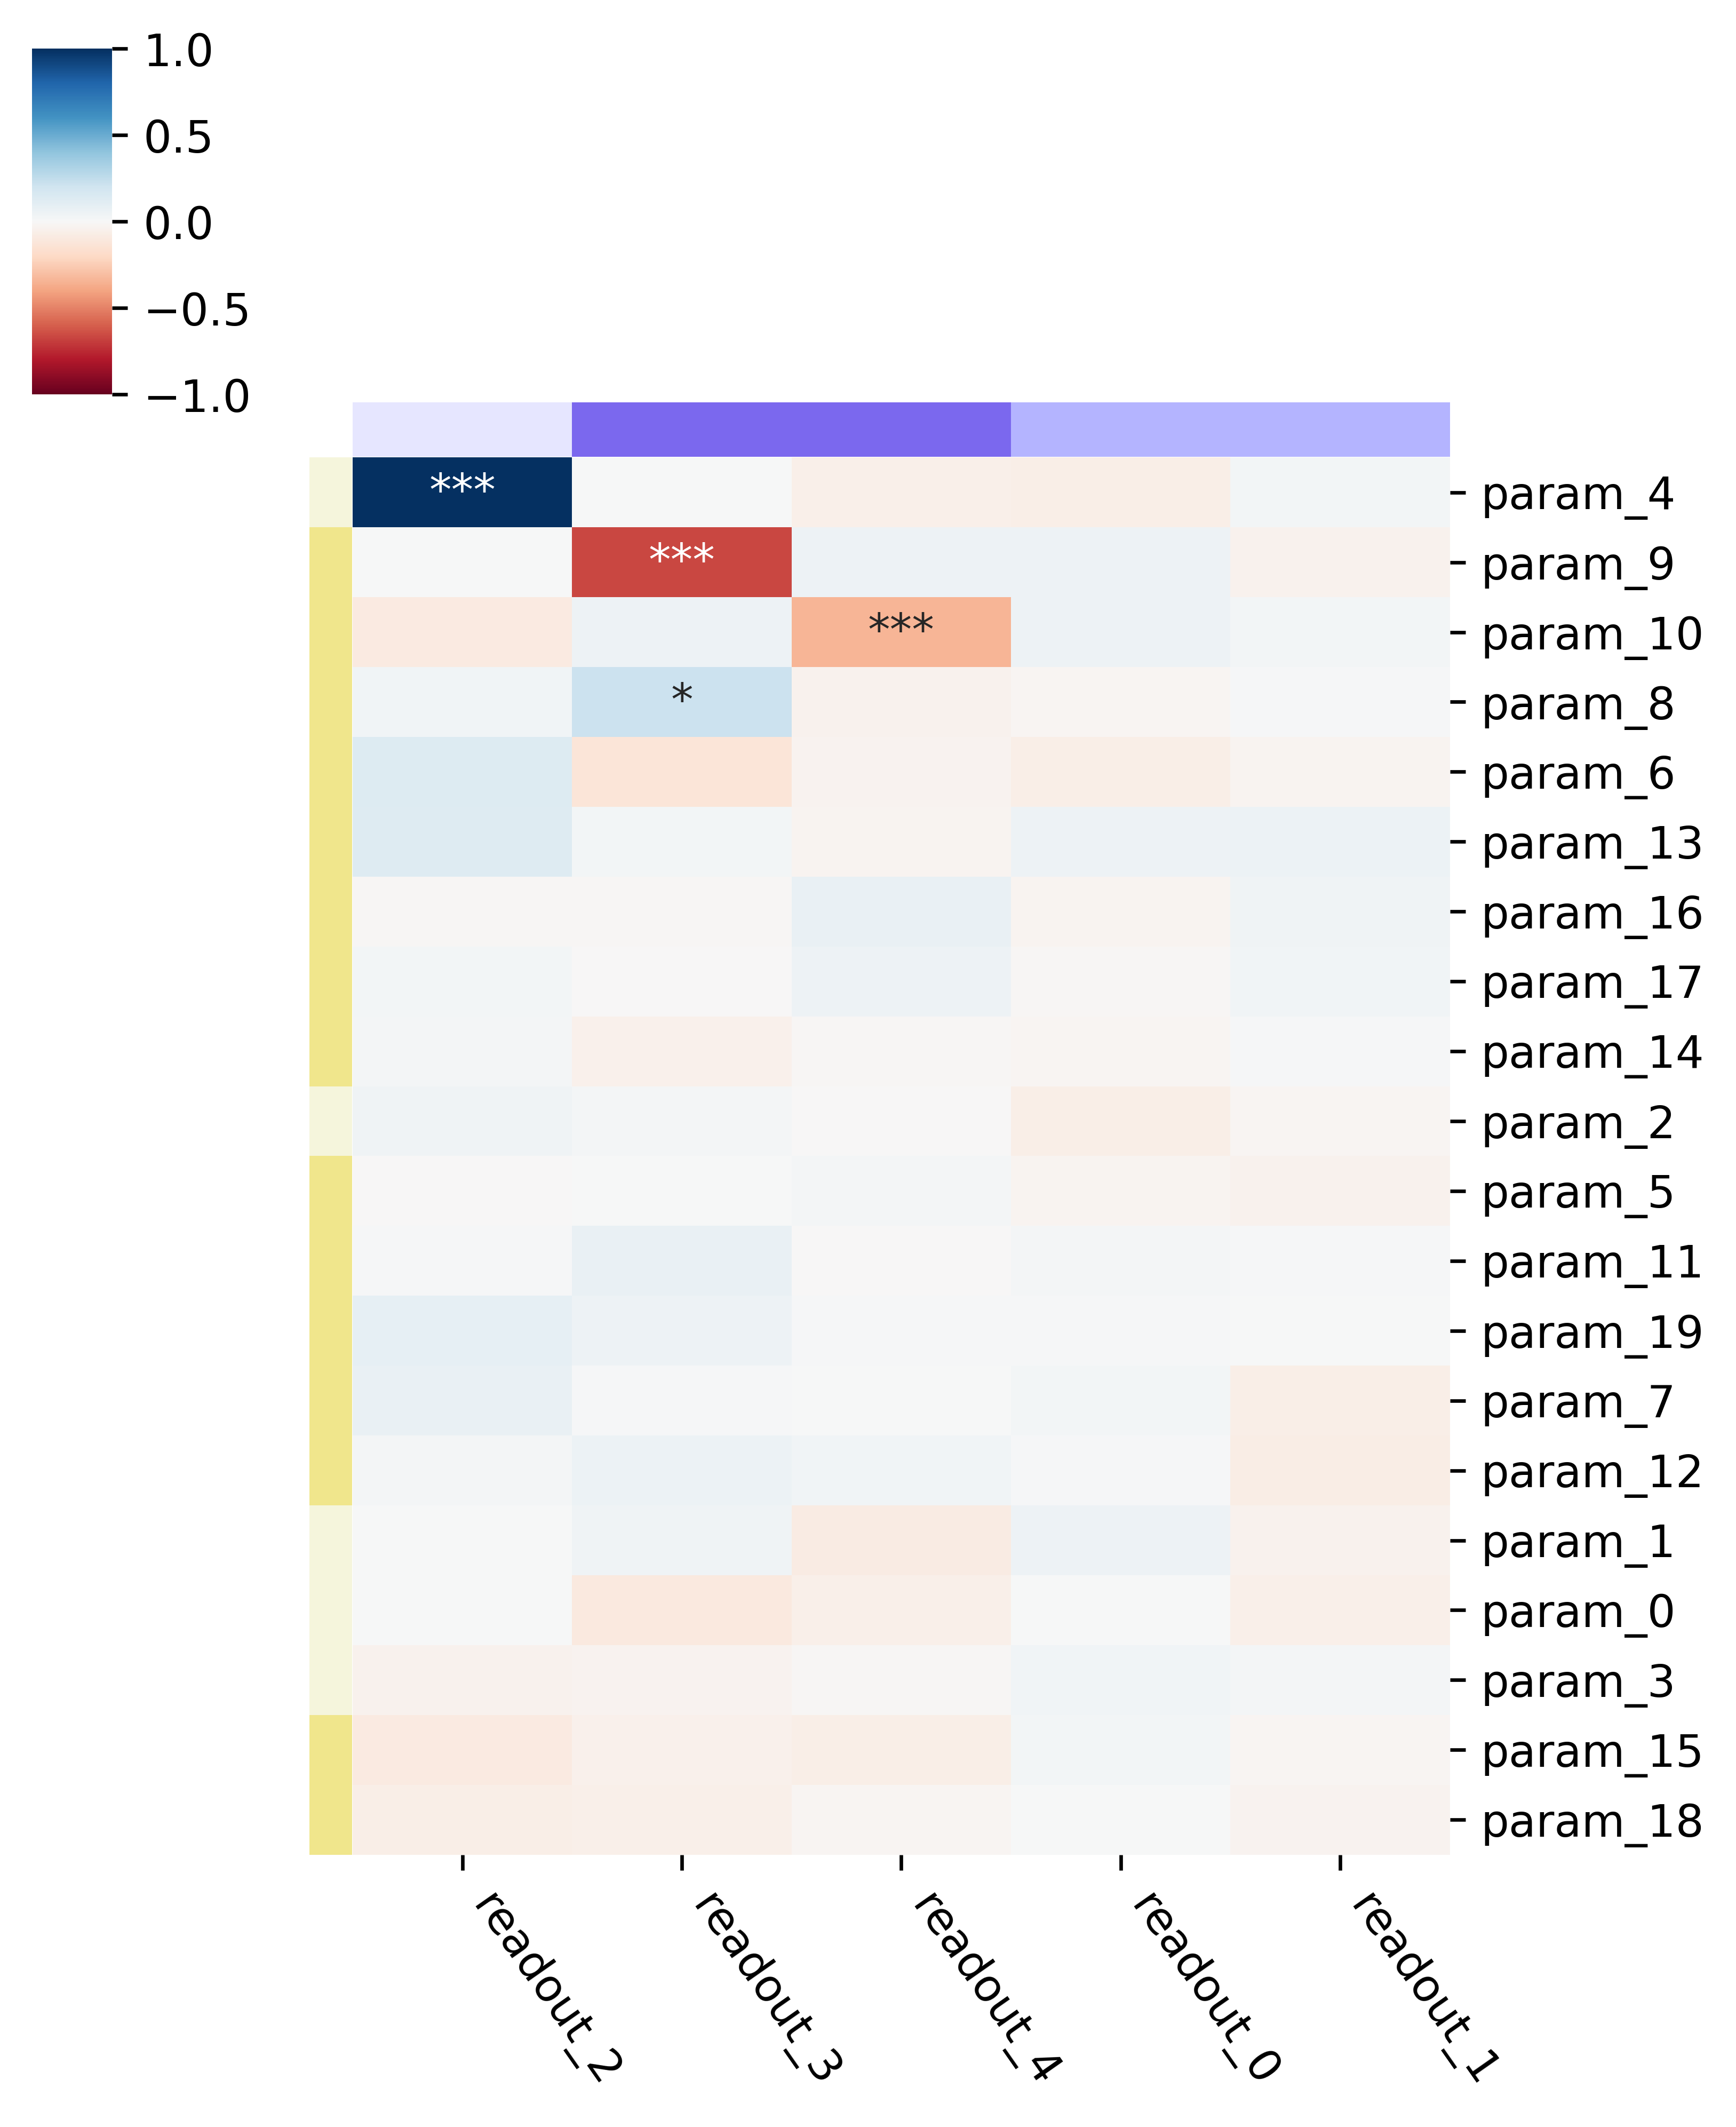 1.0
0.5
0.0
−0.5
−1.0
*** param_4
*** param_9
*** param_10
* param_8
param_6
param_13
param_16
param_17
param_14
param_2
param_5
param_11
param_19
param_7
param_12
param_1
param_0
param_3
param_15
param_18
readout_2 readout_3 readout_4 readout_0 readout_1